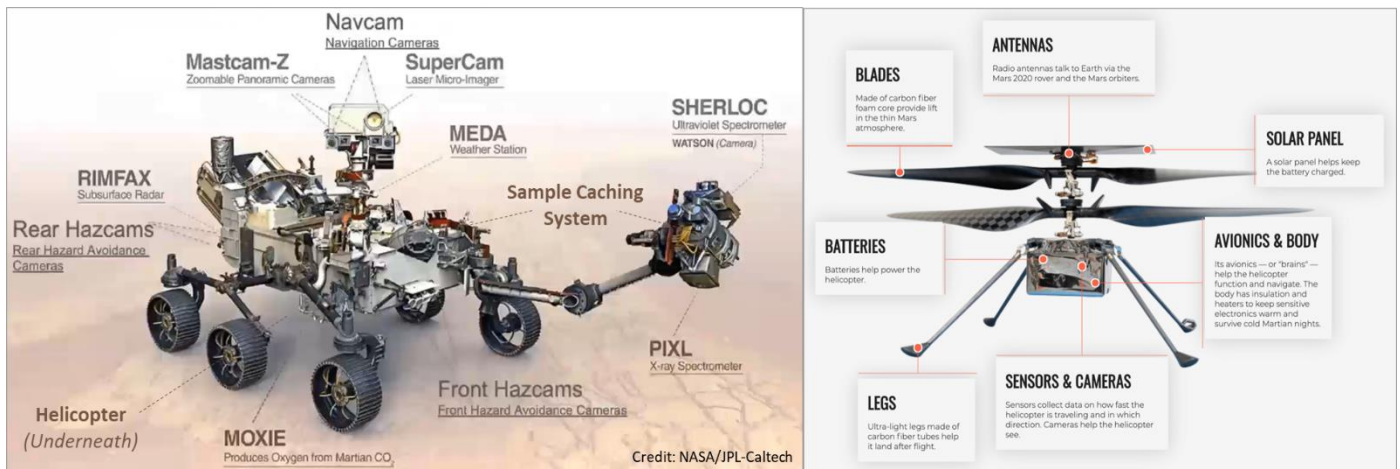 Navcam
Navigation Cameras
Mastcam-Z
Zoomable Panoramic Cameras
SuperCam
Laser Micro-Imager
MEDA
Weather Station
SHERLOC
Ultraviolet Spectrometer
WATSON (Camera)
RIMFAX
Subsurface Radar
Sample Caching
System
Rear Hazcams
Rear Hazard Avoidance
Cameras
PIXL
X-ray Spectrometer
Front Hazcams
Front Hazard Avoidance Cameras
Helicopter
(Underneath)
MOXIE
Produces Oxygen from Martian CO2
Credit: NASA/JPL-Caltech
ANTENNAS
Radio antennas talk to Earth via the
Mars 2020 rover and the Mars orbiters.
BLADES
Made of carbon fiber
foam core provide lift
in the thin Mars
atmosphere.
SOLAR PANEL
A solar panel helps keep
the battery charged.
BATTERIES
Batteries help power the
helicopter.
AVIONICS & BODY
Its avionics — or "brains" —
help the helicopter
function and navigate. The
body has insulation and
heaters to keep sensitive
electronics warm and
survive cold Martian nights.
LEGS
Ultra-light legs made of
carbon fiber tubes help
it land after flight.
SENSORS & CAMERAS
Sensors collect data on how fast the
helicopter is traveling and in which
direction. Cameras help the helicopter
see.